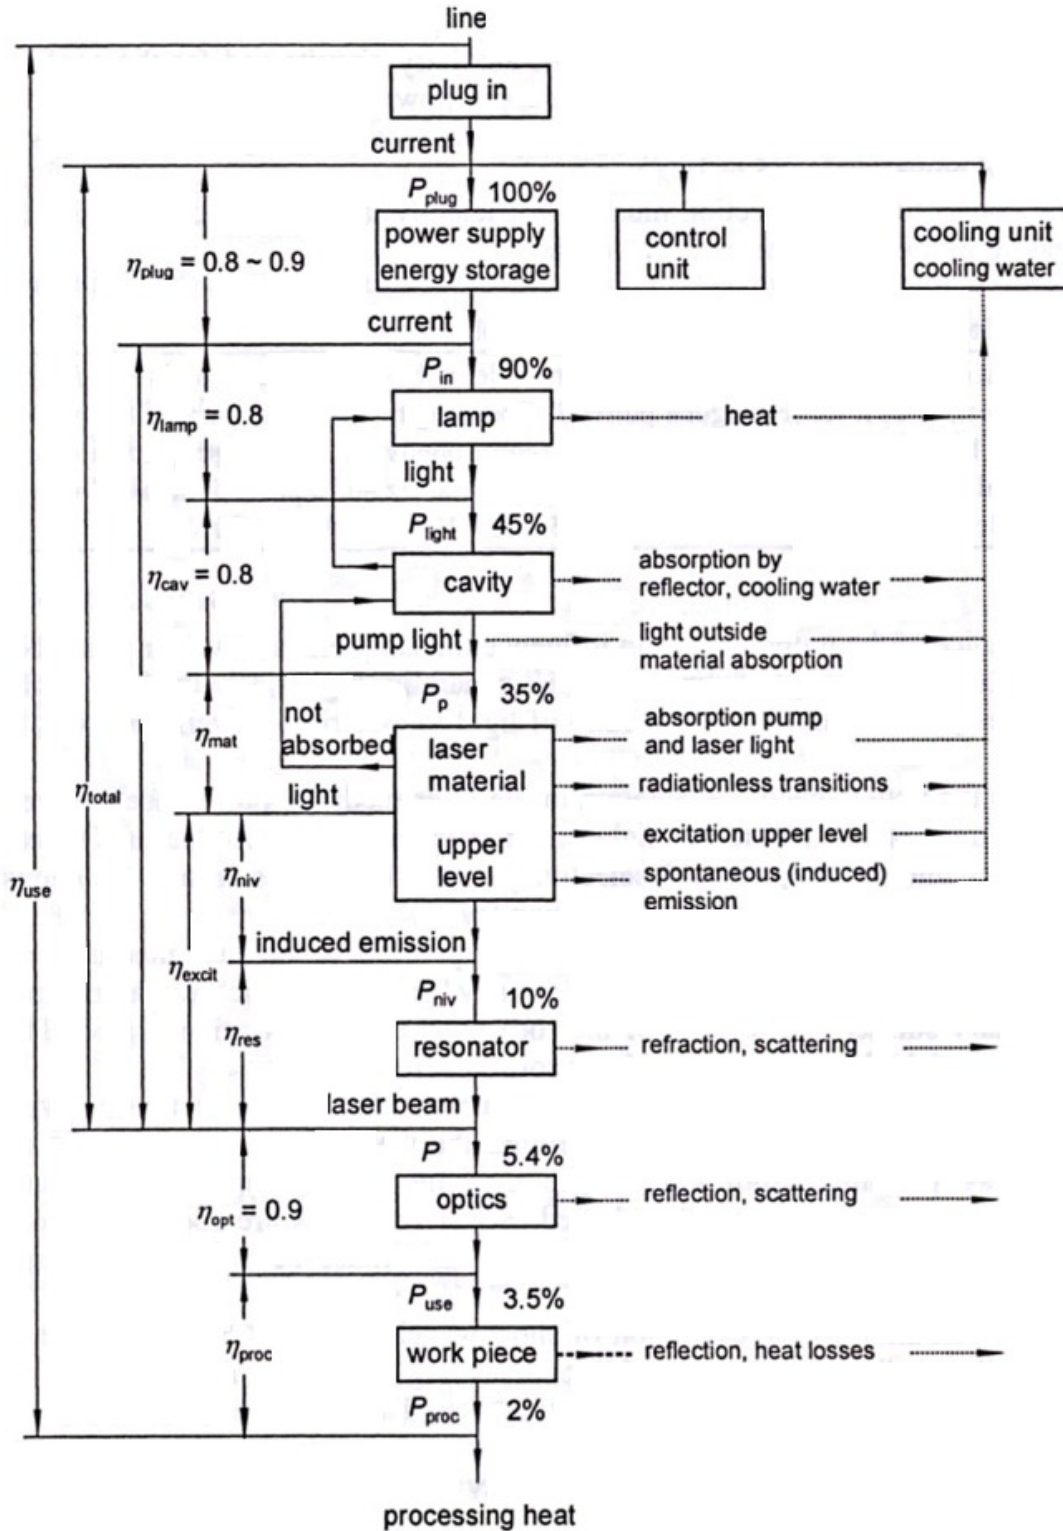 line
plug in
current
P_plug 100%
power supply
energy storage
control
unit
cooling unit
cooling water
η_plug = 0.8 ~ 0.9
current
P_in 90%
η_lamp = 0.8
lamp
heat
light
P_light 45%
η_cav = 0.8
cavity
absorption by
reflector, cooling water
pump light
light outside
material absorption
P_p 35%
not
absorbed
η_mat
laser
material
absorption pump
and laser light
radiationless transitions
light
η_total
upper
level
excitation upper level
η_use
η_niv
spontaneous (induced)
emission
induced emission
η_excit
P_niv 10%
η_res
resonator
refraction, scattering
laser beam
P 5.4%
η_opt = 0.9
optics
reflection, scattering
P_use 3.5%
η_proc
work piece
reflection, heat losses
P_proc 2%
processing heat